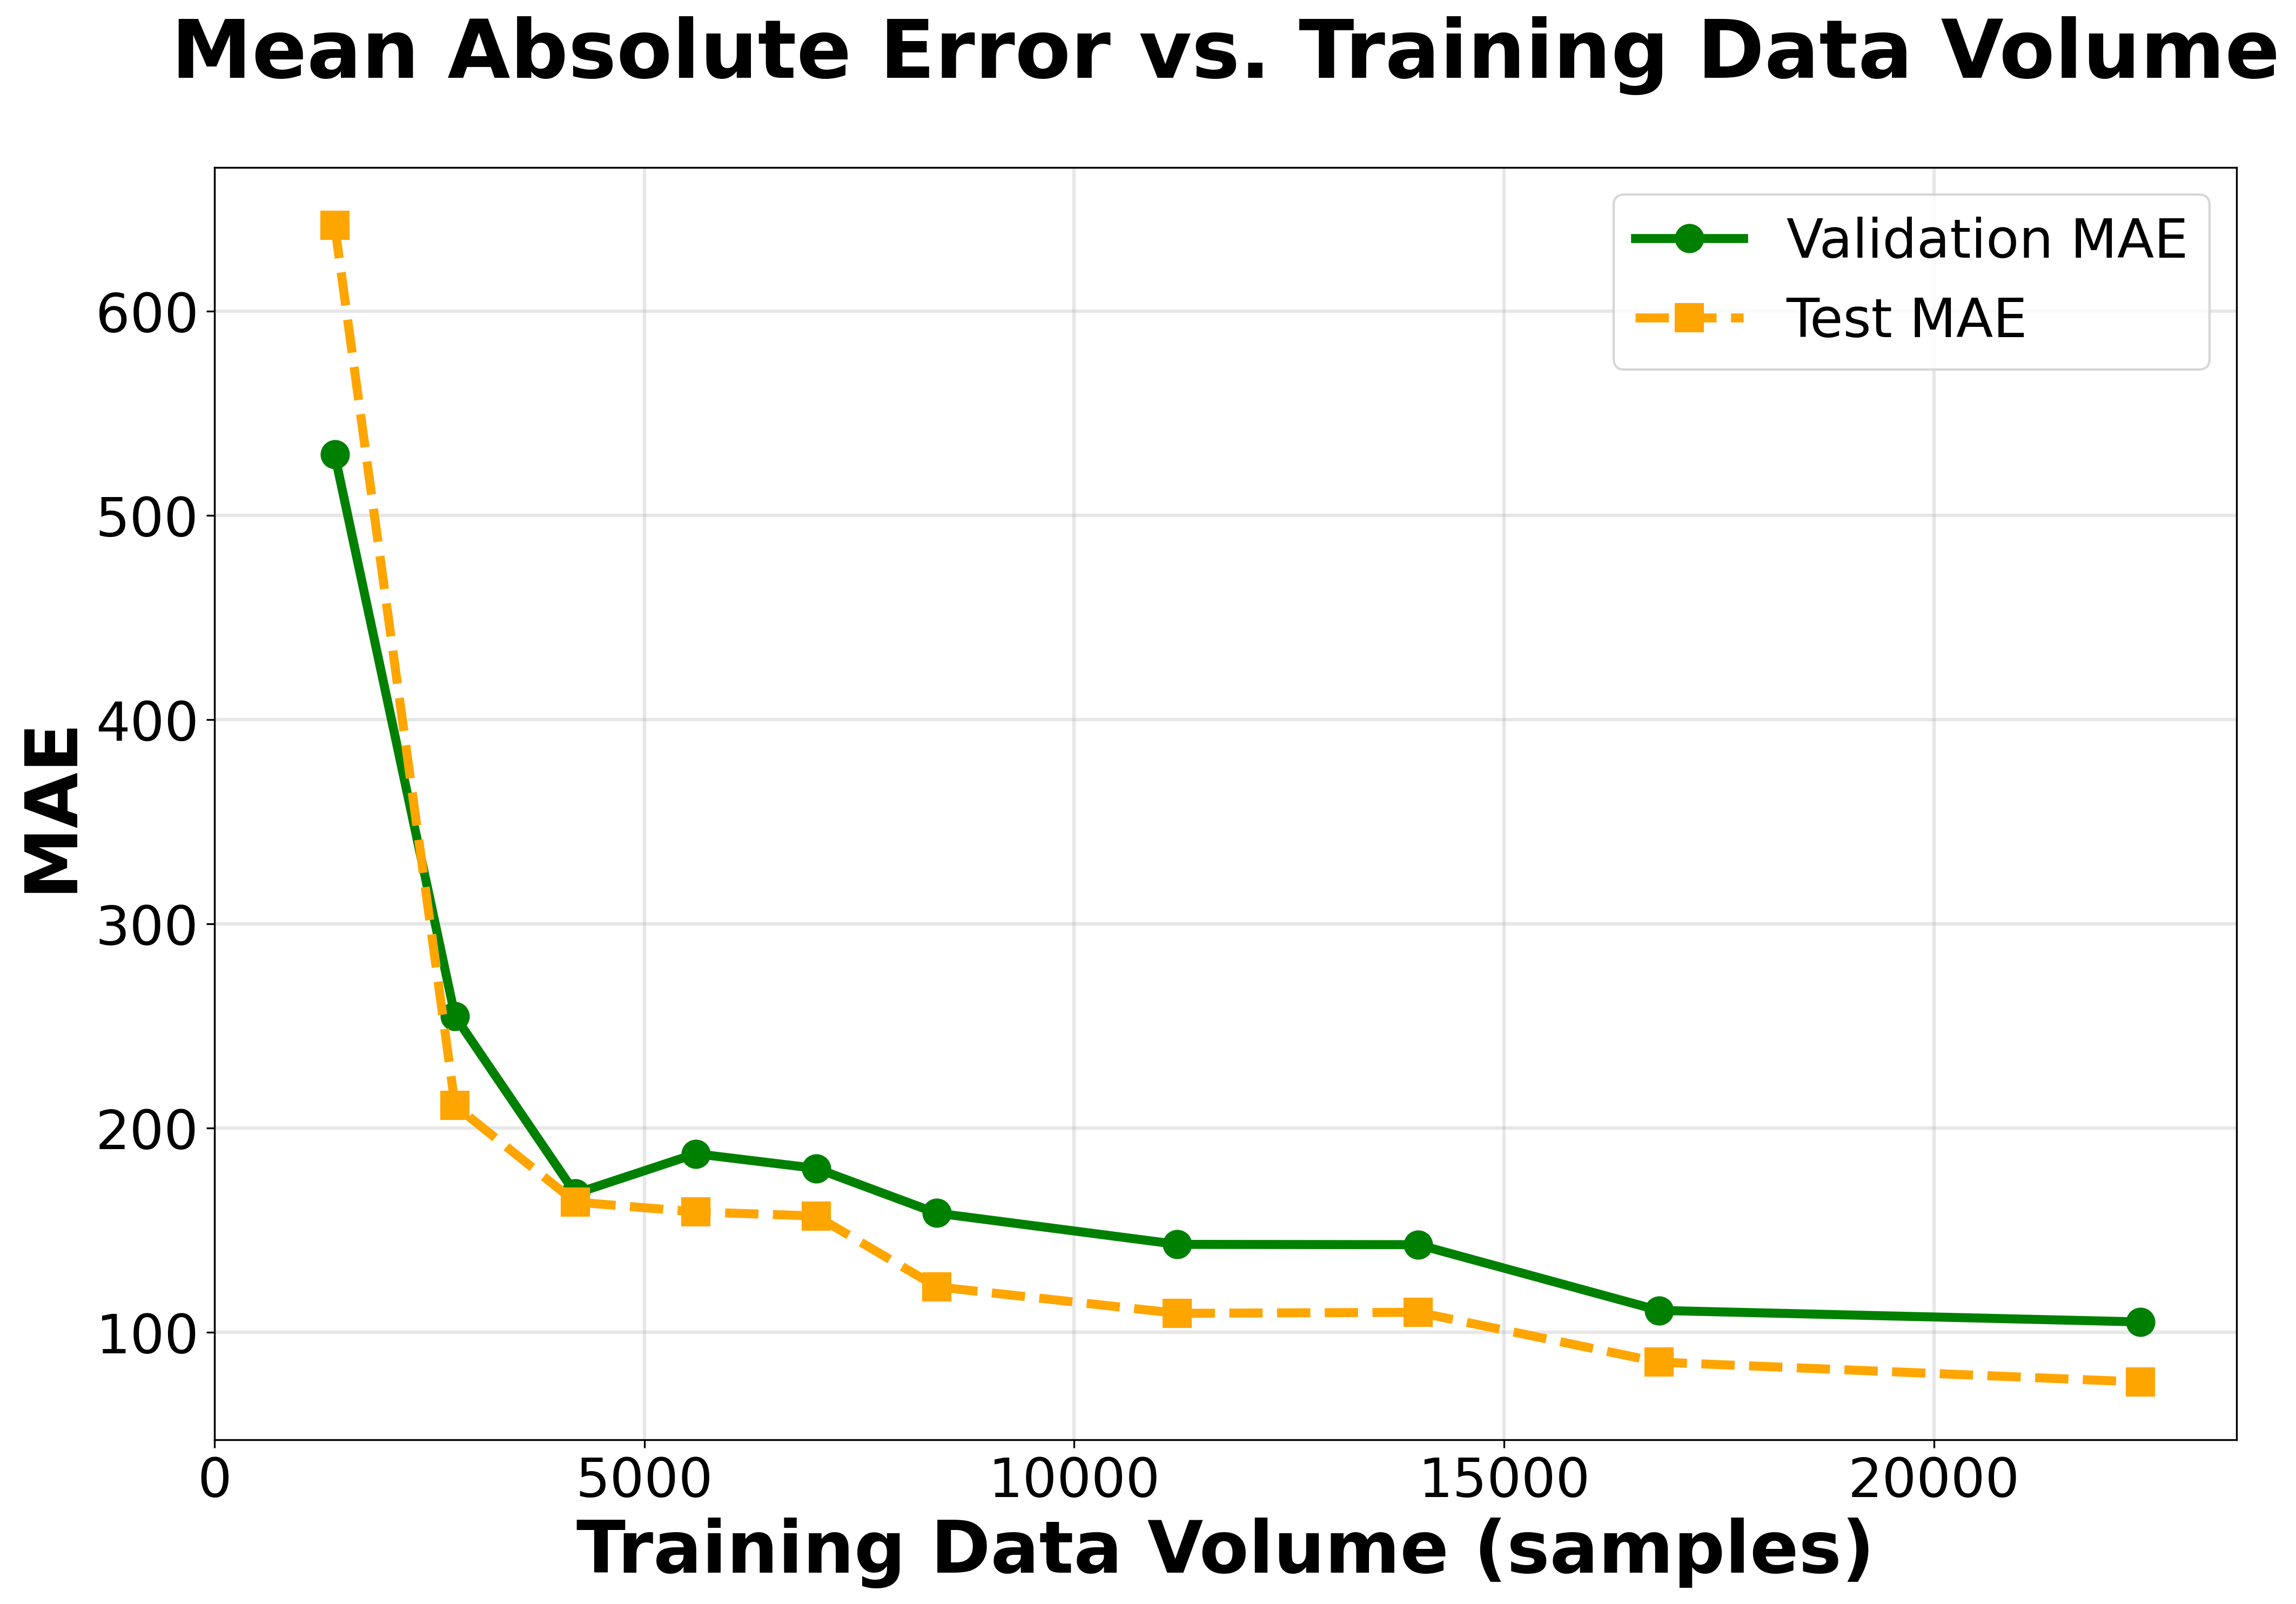 Mean Absolute Error vs. Training Data Volume
Validation MAE
Test MAE
MAE
600
500
400
300
200
100
0 5000 10000 15000 20000
Training Data Volume (samples)